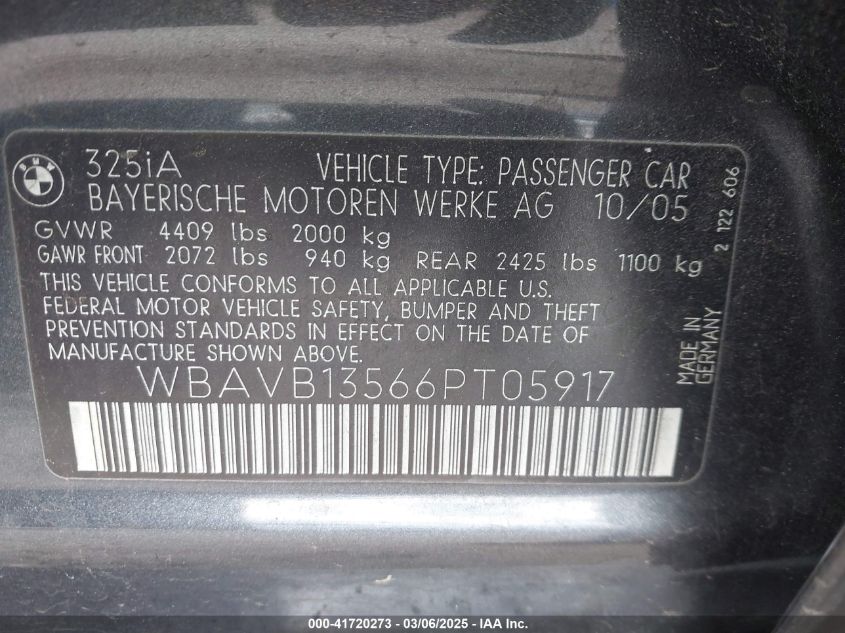 BMW
325iA VEHICLE TYPE: PASSENGER CAR
BAYERISCHE MOTOREN WERKE AG 10/05
GVWR 4409 lbs 2000 kg
GAWR FRONT 2072 lbs 940 kg REAR 2425 lbs 1100 kg
THIS VEHICLE CONFORMS TO ALL APPLICABLE U.S.
FEDERAL MOTOR VEHICLE SAFETY, BUMPER AND THEFT
PREVENTION STANDARDS IN EFFECT ON THE DATE OF
MANUFACTURE SHOWN ABOVE.
WBAVB13566PT05917
2 122 606
MADE IN
GERMANY
000-41720273 - 03/06/2025 - IAA Inc.